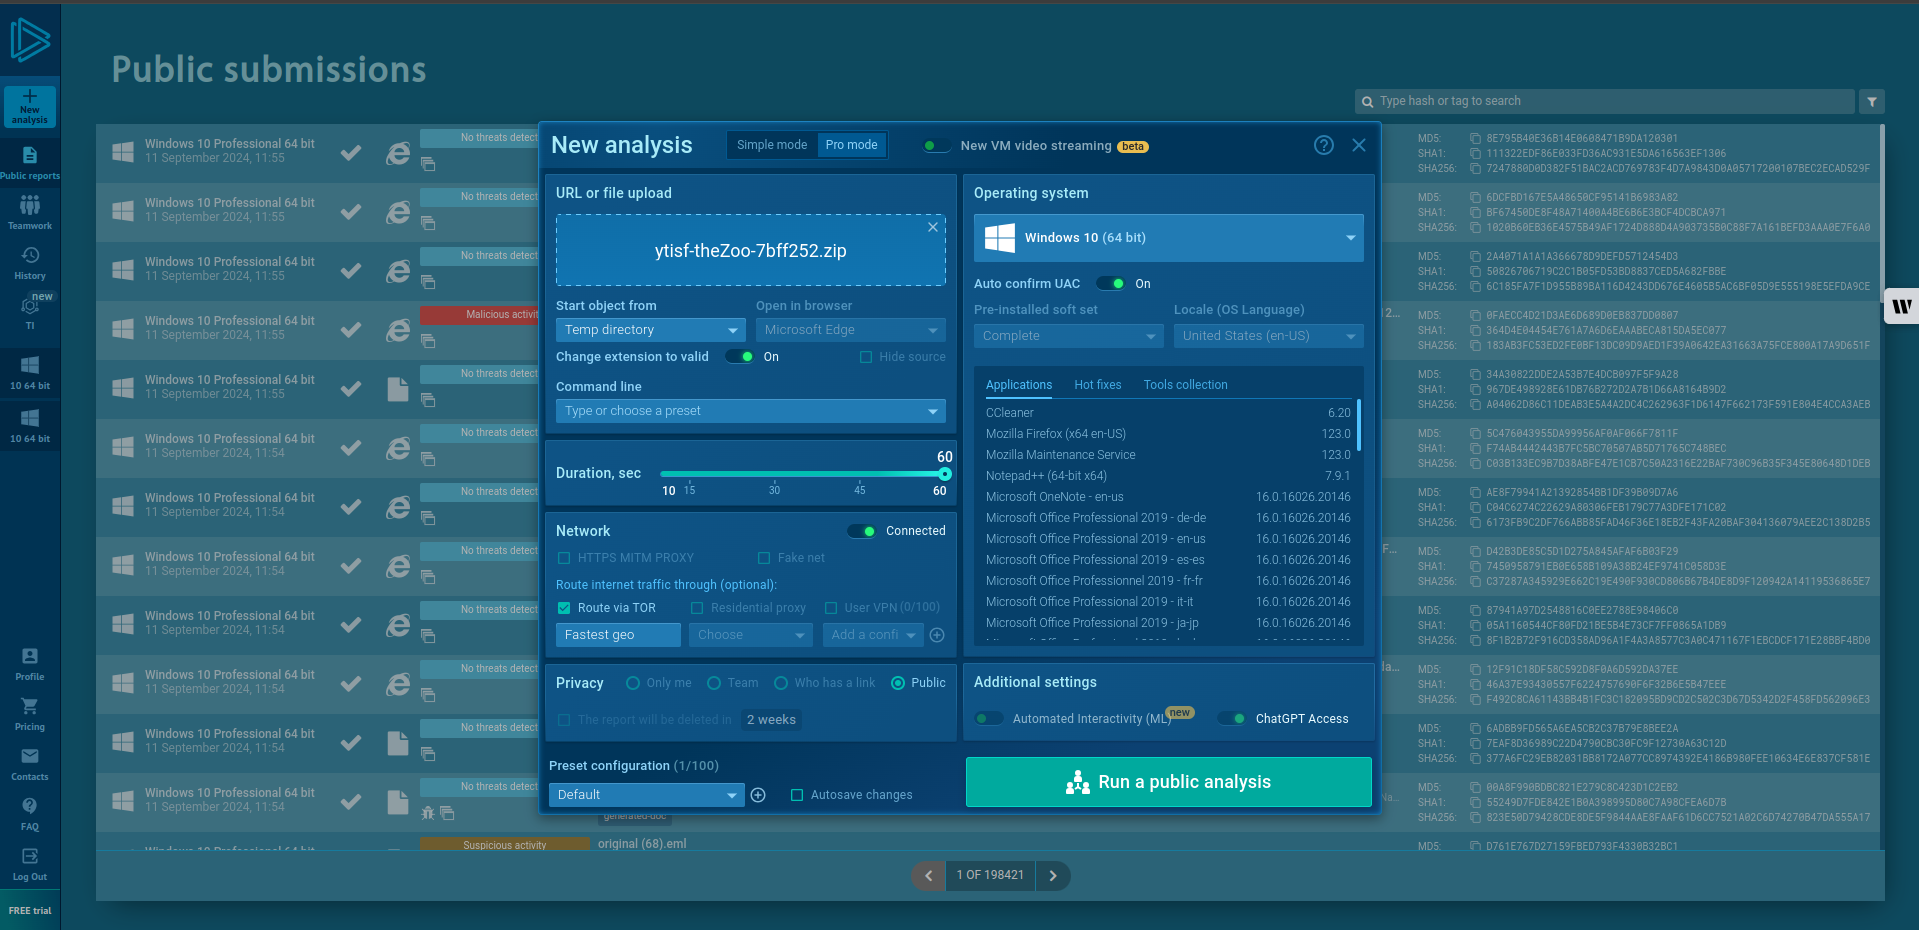 Public submissions
Type hash or tag to search
New
analysis
Public reports
Teamwork
History
new
TI
10 64 bit
10 64 bit
Profile
Pricing
Contacts
FAQ
Log Out
FREE trial
Windows 10 Professional 64 bit
11 September 2024, 11:55
No threats detect
Windows 10 Professional 64 bit
11 September 2024, 11:55
No threats detect
Windows 10 Professional 64 bit
11 September 2024, 11:55
No threats detect
Windows 10 Professional 64 bit
11 September 2024, 11:55
Malicious activit
Windows 10 Professional 64 bit
11 September 2024, 11:55
No threats detect
Windows 10 Professional 64 bit
11 September 2024, 11:54
No threats detect
Windows 10 Professional 64 bit
11 September 2024, 11:54
No threats detect
Windows 10 Professional 64 bit
11 September 2024, 11:54
No threats detect
Windows 10 Professional 64 bit
11 September 2024, 11:54
No threats detect
Windows 10 Professional 64 bit
11 September 2024, 11:54
No threats detect
Windows 10 Professional 64 bit
11 September 2024, 11:54
No threats detect
Windows 10 Professional 64 bit
11 September 2024, 11:54
No threats detect
generated-doc
Windows 10 Professional 64 bit
Suspicious activity
original (68).eml
New analysis
Simple mode
Pro mode
New VM video streaming beta
URL or file upload
ytisf-theZoo-7bff252.zip
Start object from
Open in browser
Temp directory
Microsoft Edge
Change extension to valid
On
Hide source
Command line
Type or choose a preset
60
Duration, sec
10 15 30 45 60
Network
Connected
HTTPS MITM PROXY
Fake net
Route internet traffic through (optional):
Route via TOR
Residential proxy
User VPN (0/100)
Fastest geo
Choose
Add a confi
Privacy
Only me
Team
Who has a link
Public
The report will be deleted in 2 weeks
Preset configuration (1/100)
Default
Autosave changes
Operating system
Windows 10 (64 bit)
Auto confirm UAC
On
Pre-installed soft set
Locale (OS Language)
Complete
United States (en-US)
Applications
Hot fixes
Tools collection
CCleaner 6.20
Mozilla Firefox (x64 en-US) 123.0
Mozilla Maintenance Service 123.0
Notepad++ (64-bit x64) 7.9.1
Microsoft OneNote - en-us 16.0.16026.20146
Microsoft Office Professional 2019 - de-de 16.0.16026.20146
Microsoft Office Professional 2019 - en-us 16.0.16026.20146
Microsoft Office Professional 2019 - es-es 16.0.16026.20146
Microsoft Office Professionnel 2019 - fr-fr 16.0.16026.20146
Microsoft Office Professional 2019 - it-it 16.0.16026.20146
Microsoft Office Professional 2019 - ja-jp 16.0.16026.20146
Additional settings
Automated Interactivity (ML) new
ChatGPT Access
Run a public analysis
MD5: 8E795B40E36B14E0608471B9DA120301
SHA1: 111322EDF86E033FD36AC931E5DA616563EF1306
SHA256: 7247880D0D382F51BAC2ACD769783F4D7A9843D0A05717200107BEC2ECAD529F
MD5: 6DCFBD167E5A48650CF95141B6983A82
SHA1: BF67450DE8F48A71400A4BE6B6E3BCF4DCBCA971
SHA256: 1020B60EB36E4575B49AF1724D888D4A903735B0C88F7A161BEFD3AAA0E7F6A0
MD5: 2A4071A1A1A366678D9DEFD5712454D3
SHA1: 50826706719C2C1B05FD53BD8837CED5A682FBBE
SHA256: 6C185FA7F1D955B89BA116D4243DD676E4605B5AC6BF05D9E555198E5EFDA9CE
MD5: 0FAECC4D21D3AE6D689D0EB837DD0807
SHA1: 364D4E04454E761A7A6D6EAAABECA815DA5EC077
SHA256: 183AB3FC53ED2FE0BF13DC09D9AED1F39A0642EA31663A75FCE800A17A9D651F
MD5: 34A30822DDE2A53B7E4DCB097F5F9A28
SHA1: 967DE498928E61DB76B272D2A7B1D66A8164B9D2
SHA256: A04062D86C11DEAB3E5A4A2DC4C262963F1D6147F662173F591E804E4CCA3AEB
MD5: 5C476043955DA99956AF0AF066F7811F
SHA1: F74AB4442443B7FC5BC70507AB5D71765C748BEC
SHA256: C03B133EC9B7D38ABFE47E1CB7C50A2316E22BAF730C96B35F345E80648D1DEB
MD5: AE8F79941A21392854BB1DF39B09D7A6
SHA1: C04C6274C22629A80306FEB179C77A3DFE171C02
SHA256: 6173FB9C2DF766ABB85FAD46F36E18EB2F43FA20BAF304136079AEE2C138D2B5
MD5: D42B3DE85C5D1D275A845AFAF6B03F29
SHA1: 7450958791EB0E658B109A38B24EF9741C058D3E
SHA256: C37287A345929E662C19E490F930CD806B67B4DE8D9F120942A14119536865E7
MD5: 87941A97D2548816C0EE2788E98406C0
SHA1: 05A1160544CF80FD21BE5B4E73CF7FF0865A1DB9
SHA256: 8F1B2B72F916CD358AD96A1F4A3A8577C3A0C471167F1EBCDCF171E28BBF4BD0
MD5: 12F91C18DF58C592D8F0A6D592DA37EE
SHA1: 46A37E93430557F6224757690F6F32B6E5B47EEE
SHA256: F492C8CA61143BB4B1FC3C182095BD9CD2C502C3D67D5342D2F458FD562096E3
MD5: 6ADBB9FD565A6EA5CB2C37B79E8BEE2A
SHA1: 7EAF8D36989C22D4790CBC30FC9F12730A63C12D
SHA256: 377A6FC29EB82031BB8172A077CC8974392E4186B980FEE10634E6E837CF581E
MD5: 00A8F990BDBC821E279C8C423D1C2EB2
SHA1: 55249D7FDE842E1B0A398995D80C7A98CFEA6D7B
SHA256: 823E50D79428CDE8DE5F9844AAE8FAAF61D6CC7521A02C6D74270B47DA555A17
MD5: D761E767D27159FBED793F4330B32BC1
1 OF 198421